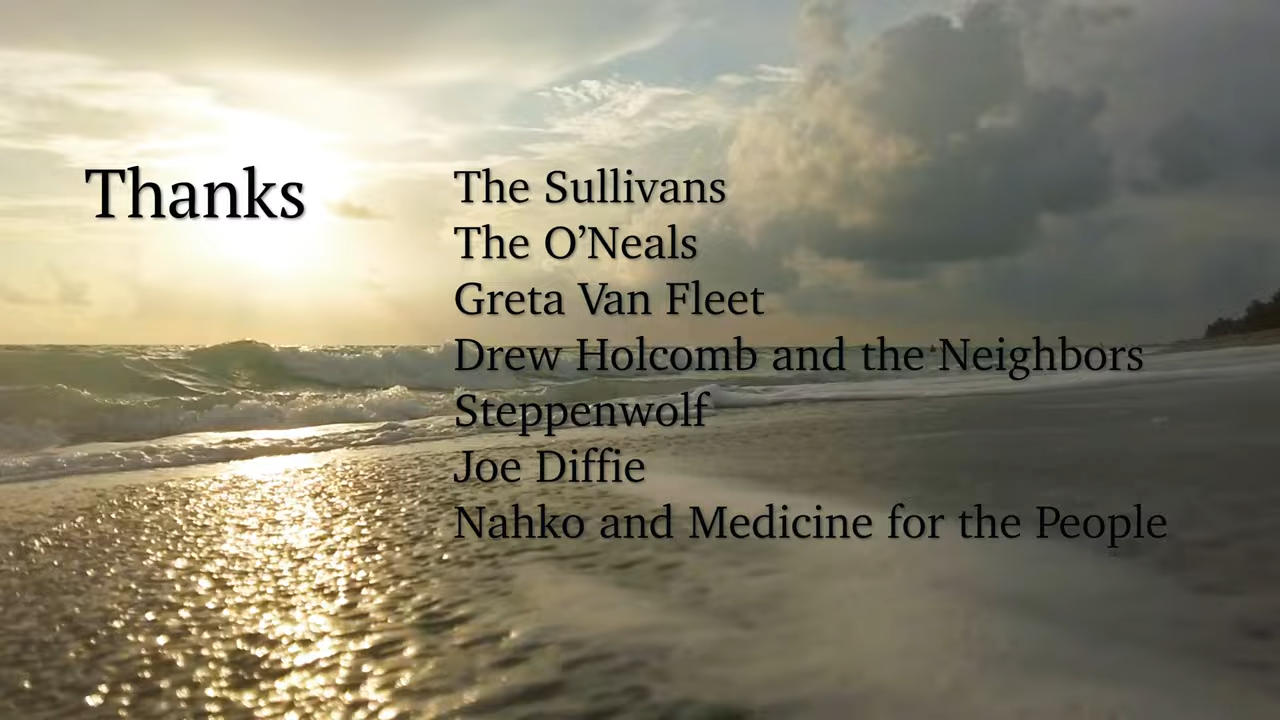 Thanks
The Sullivans
The O’Neals
Greta Van Fleet
Drew Holcomb and the Neighbors
Steppenwolf
Joe Diffie
Nahko and Medicine for the People